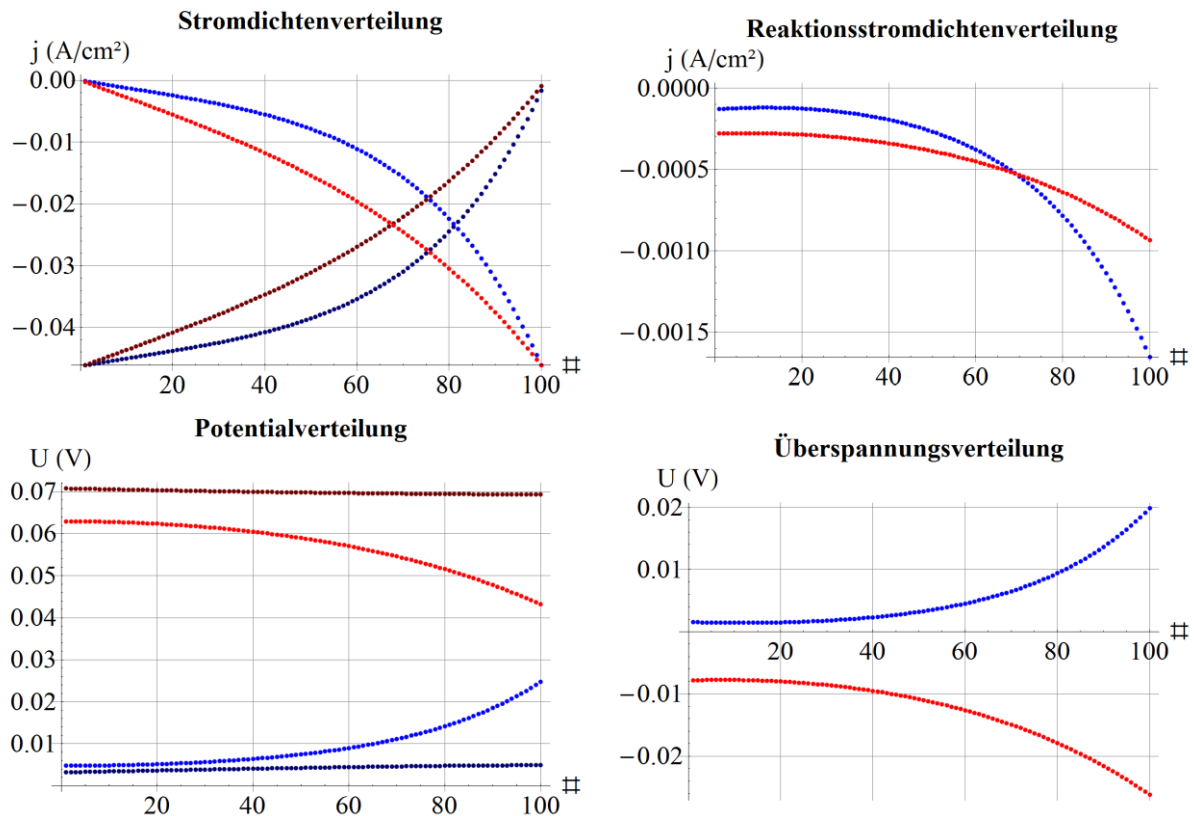 Stromdichtenverteilung
j (A/cm²)
0.00
−0.01
−0.02
−0.03
−0.04
20 40 60 80 100 #
Reaktionsstromdichtenverteilung
j (A/cm²)
0.0000
−0.0005
−0.0010
−0.0015
20 40 60 80 100 #
Potentialverteilung
U (V)
0.07
0.06
0.05
0.04
0.03
0.02
0.01
20 40 60 80 100 #
Überspannungsverteilung
U (V)
0.02
0.01
20 40 60 80 100 #
−0.01
−0.02